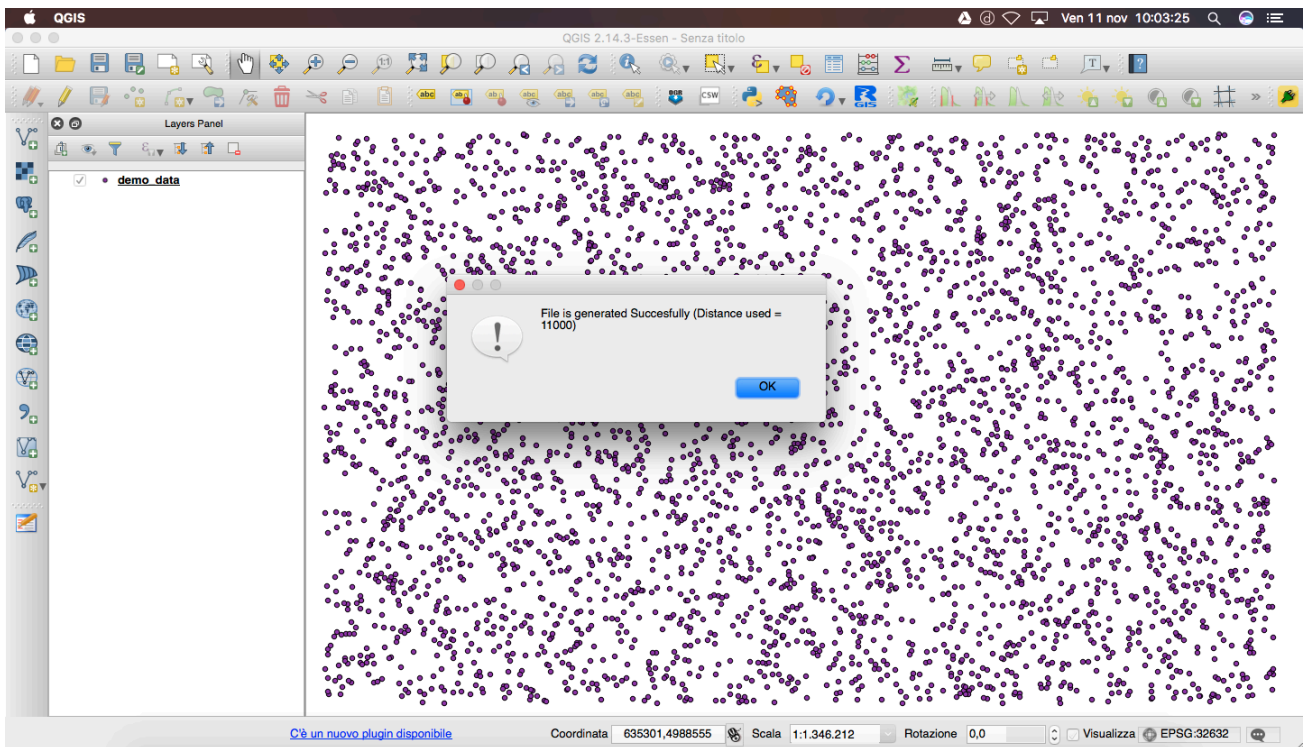 QGIS
Ven 11 nov 10:03:25
QGIS 2.14.3-Essen - Senza titolo
Layers Panel
demo_data
File is generated Succesfully (Distance used =
11000)
OK
C'è un nuovo plugin disponibile
Coordinata 635301,4988555 Scala 1:1.346.212 Rotazione 0,0 Visualizza EPSG:32632